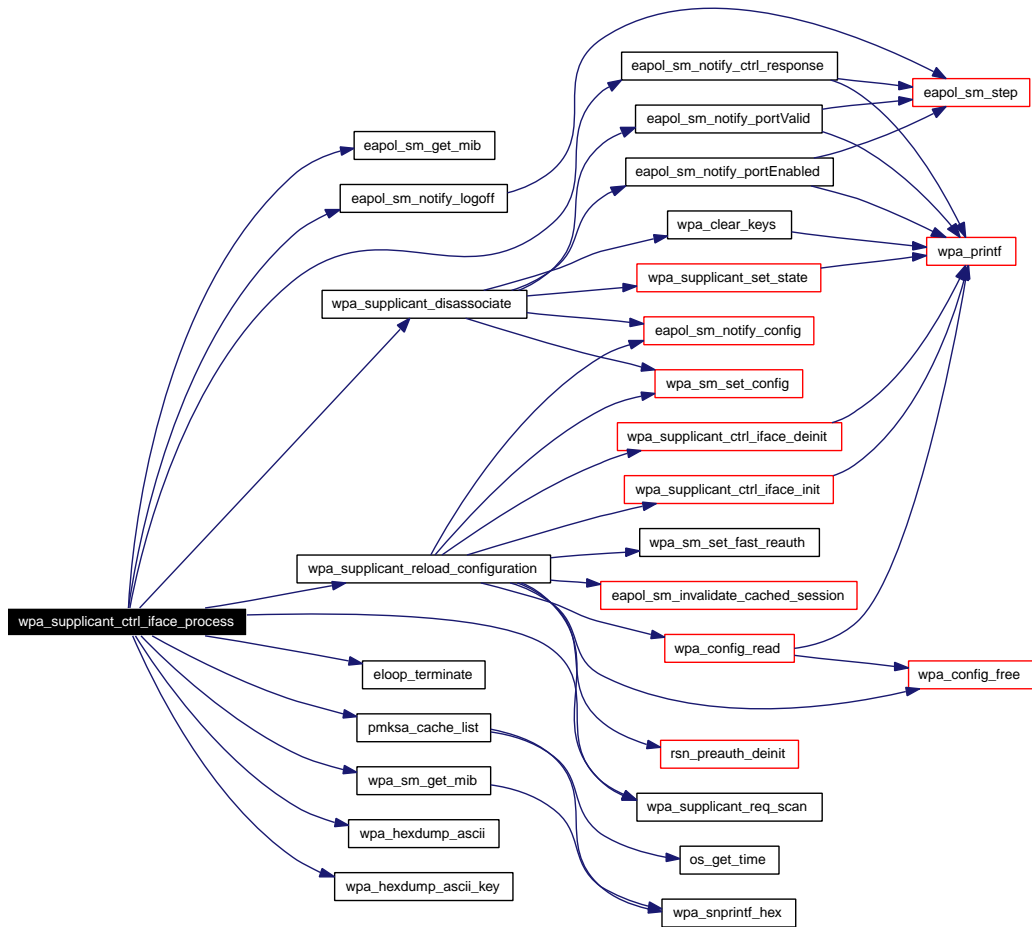 eapol_sm_notify_ctrl_response
eapol_sm_step
eapol_sm_notify_portValid
eapol_sm_get_mib
eapol_sm_notify_portEnabled
eapol_sm_notify_logoff
wpa_clear_keys
wpa_printf
wpa_supplicant_set_state
wpa_supplicant_disassociate
eapol_sm_notify_config
wpa_sm_set_config
wpa_supplicant_ctrl_iface_deinit
wpa_supplicant_ctrl_iface_init
wpa_sm_set_fast_reauth
wpa_supplicant_reload_configuration
eapol_sm_invalidate_cached_session
wpa_supplicant_ctrl_iface_process
wpa_config_read
eloop_terminate
wpa_config_free
pmksa_cache_list
rsn_preauth_deinit
wpa_sm_get_mib
wpa_supplicant_req_scan
wpa_hexdump_ascii
os_get_time
wpa_hexdump_ascii_key
wpa_snprintf_hex